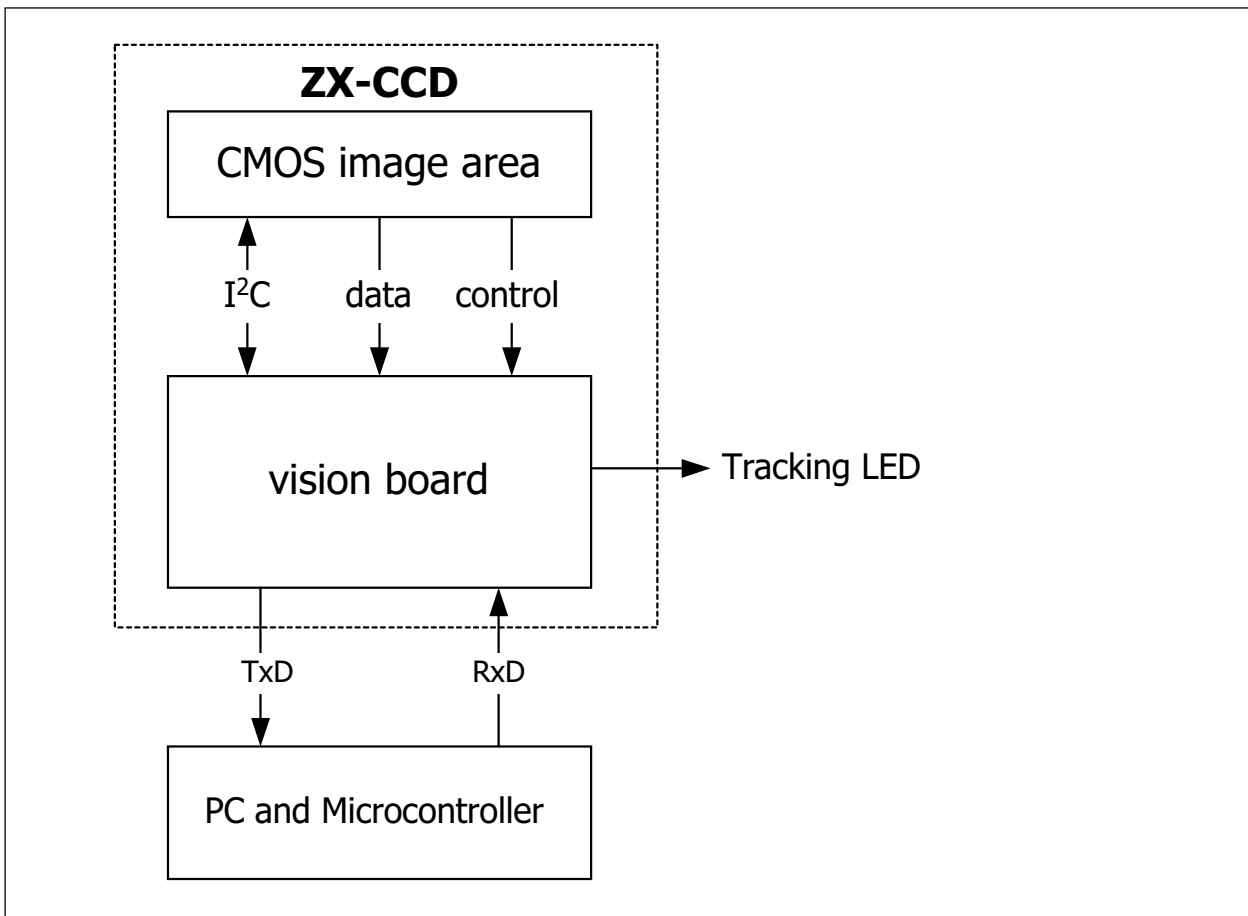 ZX-CCD
CMOS image area
I²C data control
vision board
Tracking LED
TxD RxD
PC and Microcontroller